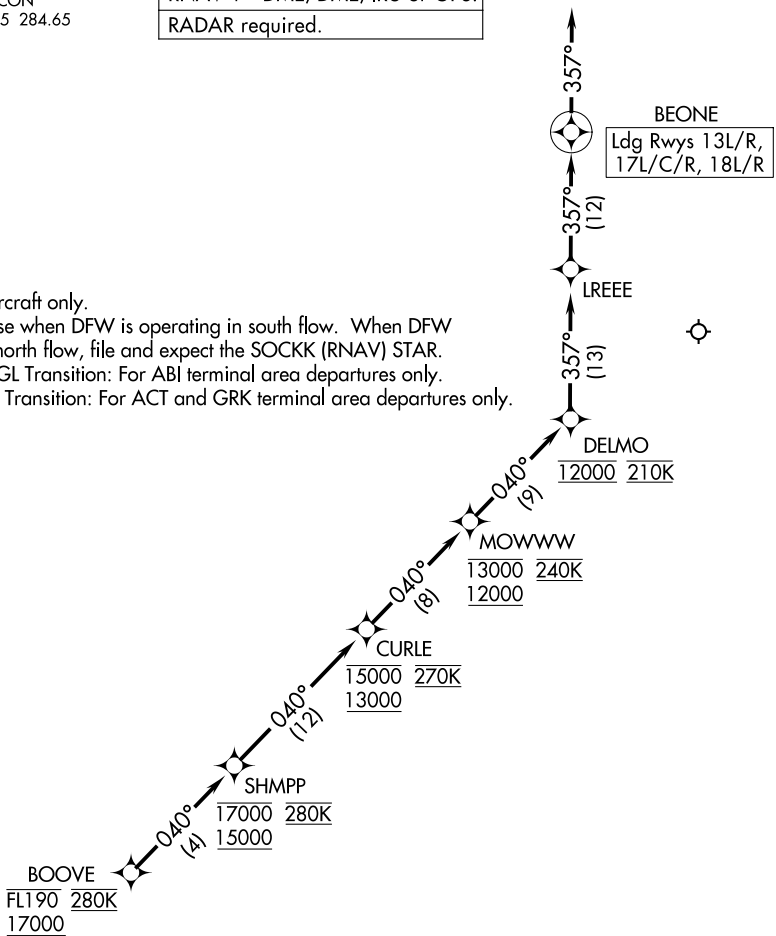 5 284.65
RADAR required.
357°
BEONE
Ldg Rwys 13L/R,
17L/C/R, 18L/R
357°
(12)
LREEE
rcraft only.
se when DFW is operating in south flow. When DFW
north flow, file and expect the SOCKK (RNAV) STAR.
GL Transition: For ABI terminal area departures only.
Transition: For ACT and GRK terminal area departures only.
357°
(13)
DELMO
12000 210K
040°
(9)
MOWWW
13000 240K
12000
040°
(8)
CURLE
15000 270K
13000
040°
(12)
SHMPP
17000 280K
15000
040°
(4)
BOOVE
FL190 280K
17000